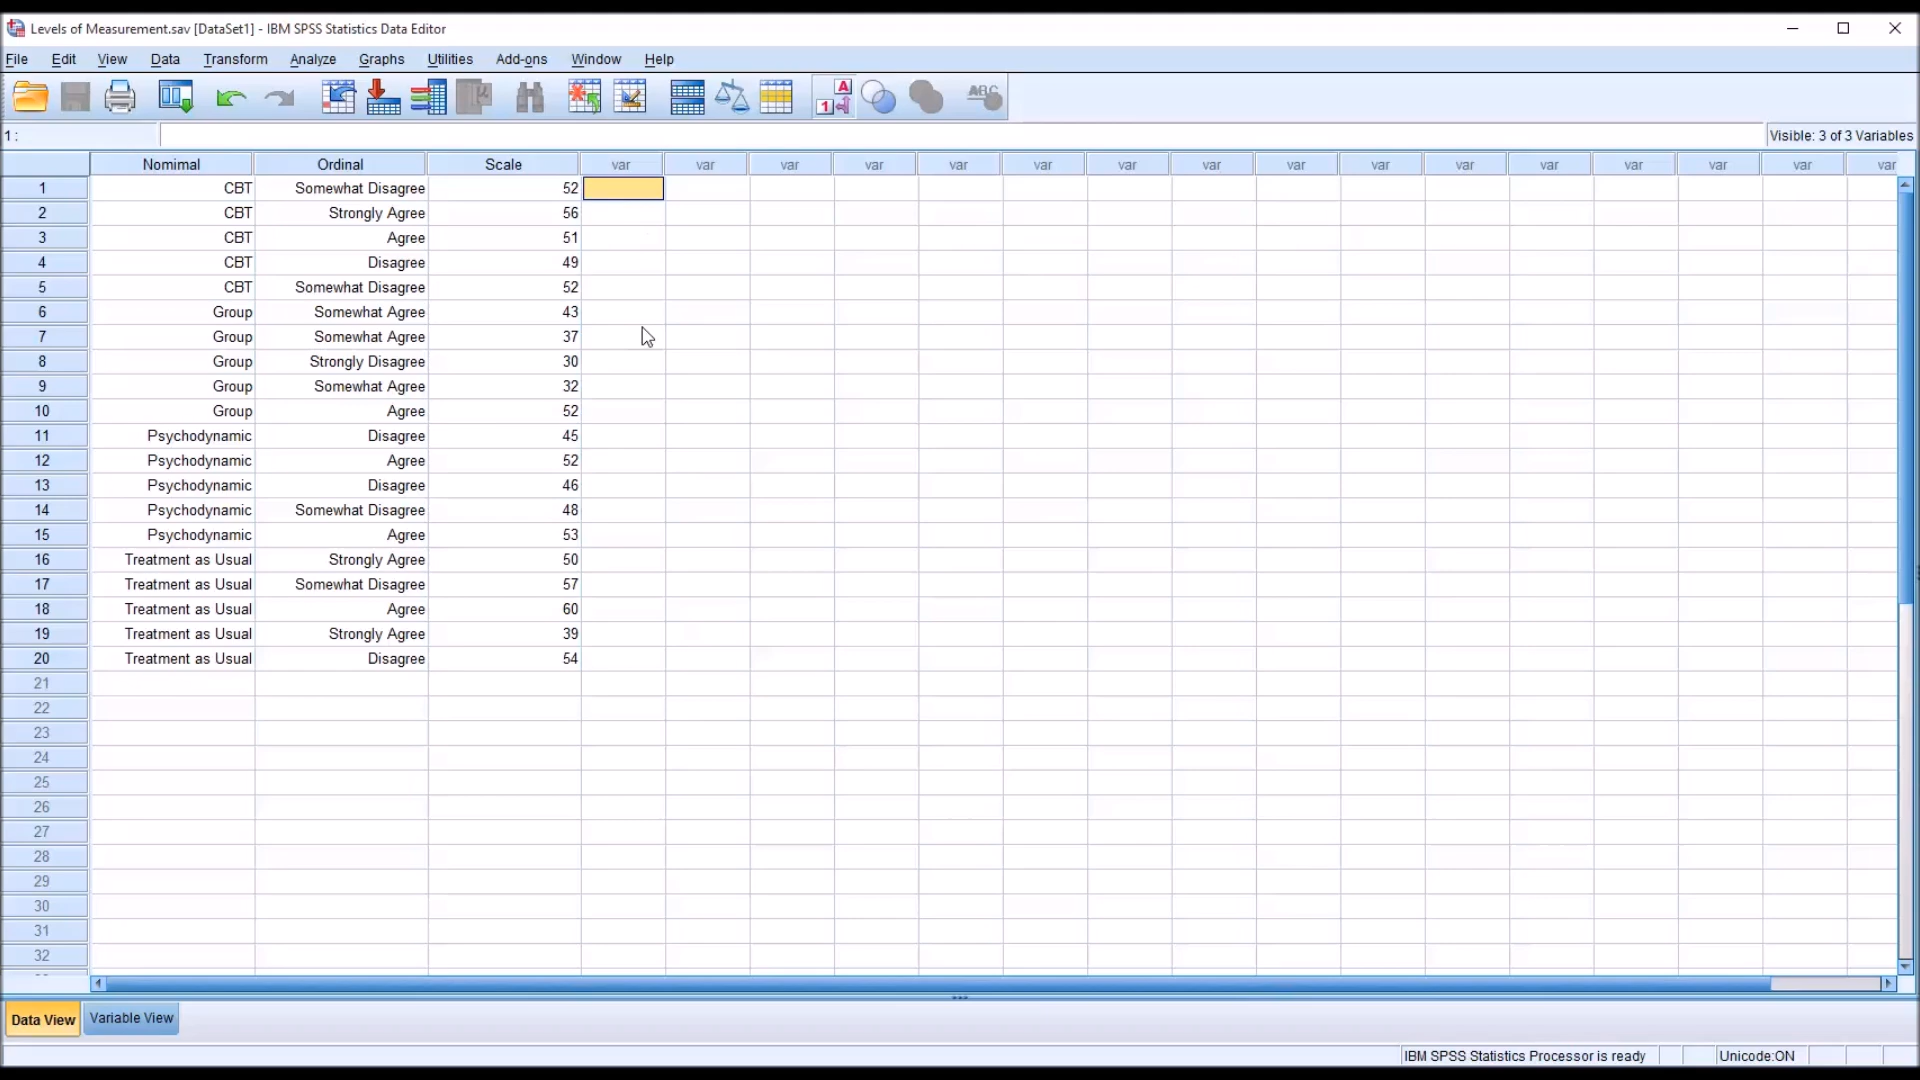 Levels of Measurement.sav [DataSet1] - IBM SPSS Statistics Data Editor
File Edit View Data Transform Analyze Graphs Utilities Add-ons Window Help
1 A ABC
1 : Visible: 3 of 3 Variables
Nomimal Ordinal Scale var var var var var var var var var var var var var var var var
1 CBT Somewhat Disagree 52
2 CBT Strongly Agree 56
3 CBT Agree 51
4 CBT Disagree 49
5 CBT Somewhat Disagree 52
6 Group Somewhat Agree 43
7 Group Somewhat Agree 37
8 Group Strongly Disagree 30
9 Group Somewhat Agree 32
10 Group Agree 52
11 Psychodynamic Disagree 45
12 Psychodynamic Agree 52
13 Psychodynamic Disagree 46
14 Psychodynamic Somewhat Disagree 48
15 Psychodynamic Agree 53
16 Treatment as Usual Strongly Agree 50
17 Treatment as Usual Somewhat Disagree 57
18 Treatment as Usual Agree 60
19 Treatment as Usual Strongly Agree 39
20 Treatment as Usual Disagree 54
21
22
23
24
25
26
27
28
29
30
31
32
Data View Variable View
IBM SPSS Statistics Processor is ready Unicode:ON